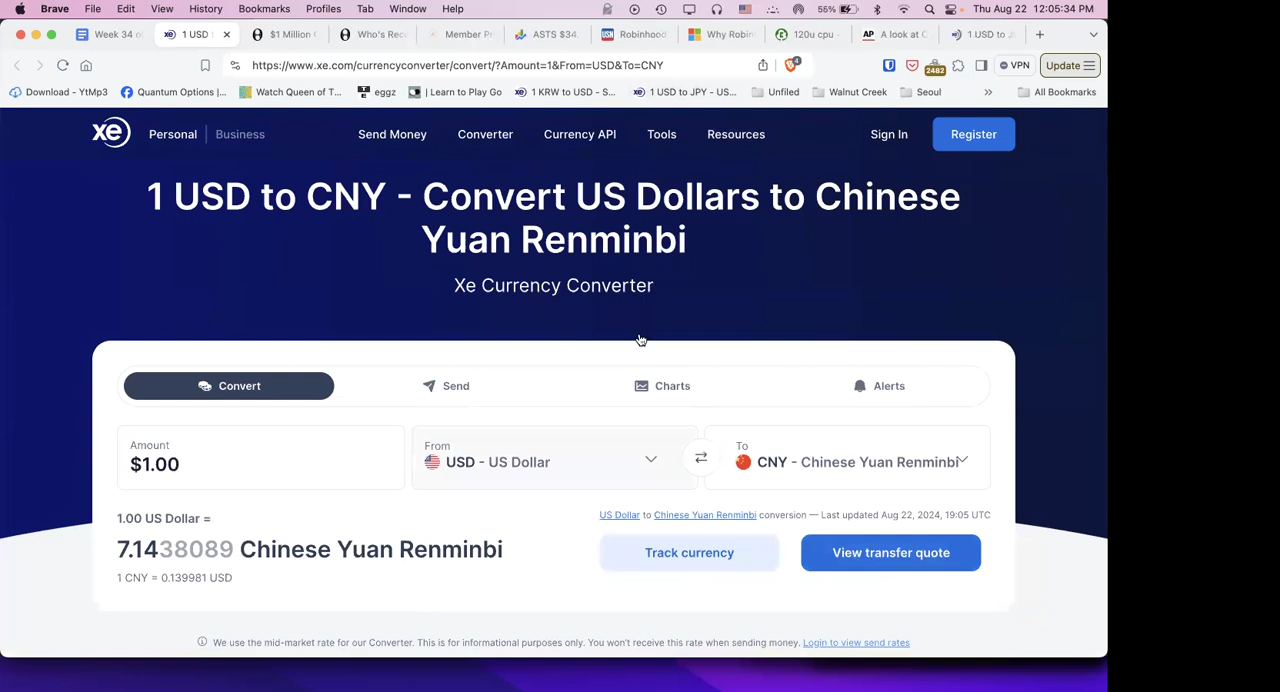 Brave File Edit View History Bookmarks Profiles Tab Window Help 56% Thu Aug 22 12:05:34 PM
Week 34 o 1 USD $1 Million Who's Rec Member P ASTS $34. Robinhood Why Robin 120u cpu - A look at C 1 USD to
https://www.xe.com/currencyconverter/convert/?Amount=1&From=USD&To=CNY 4 2482 VPN Update
Download - YtMp3 Quantum Options |... Watch Queen of T... eggz | Learn to Play Go 1 KRW to USD - S... 1 USD to JPY - US... Unfiled Walnut Creek Seoul » All Bookmarks
xe Personal Business Send Money Converter Currency API Tools Resources Sign In Register
1 USD to CNY - Convert US Dollars to Chinese
Yuan Renminbi
Xe Currency Converter
Convert Send Charts Alerts
Amount From To
$1.00 USD - US Dollar CNY - Chinese Yuan Renminbi
1.00 US Dollar = US Dollar to Chinese Yuan Renminbi conversion — Last updated Aug 22, 2024, 19:05 UTC
7.1438089 Chinese Yuan Renminbi Track currency View transfer quote
1 CNY = 0.139981 USD
We use the mid-market rate for our Converter. This is for informational purposes only. You won't receive this rate when sending money. Login to view send rates